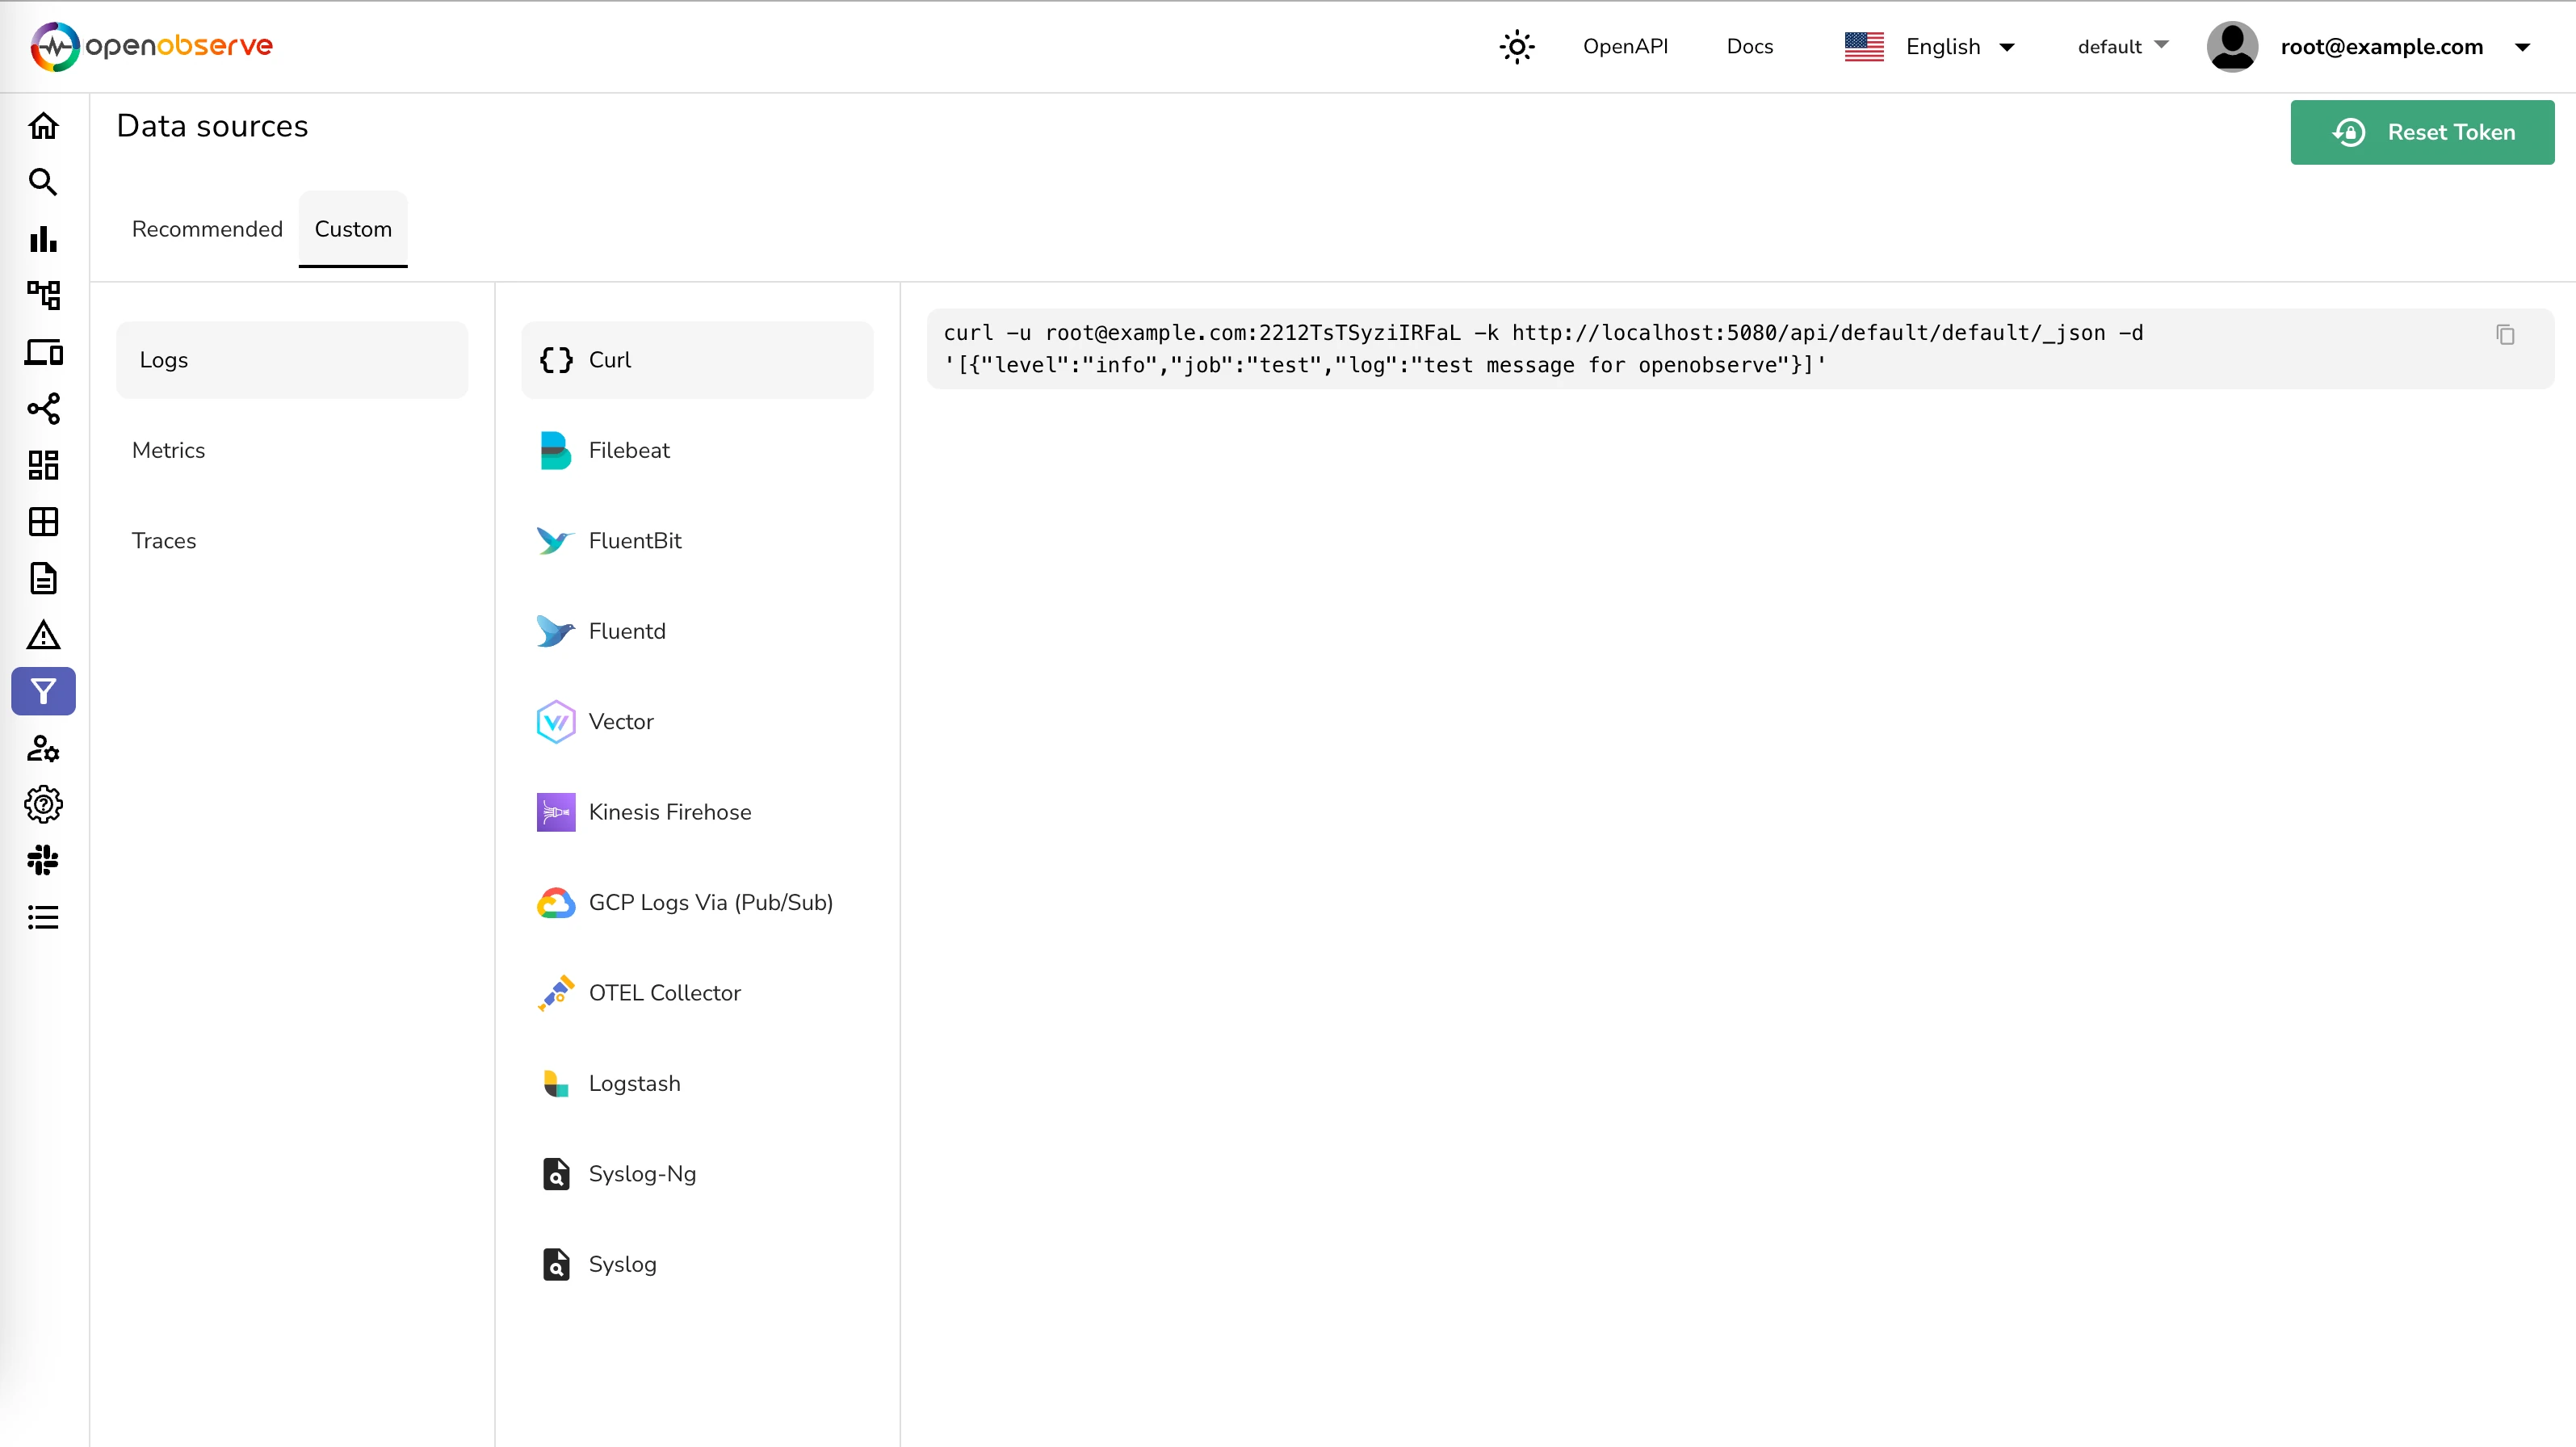 openobserve
OpenAPI
Docs
English
default
root@example.com
Data sources
Reset Token
Recommended
Custom
Logs
Metrics
Traces
Curl
Filebeat
FluentBit
Fluentd
Vector
Kinesis Firehose
GCP Logs Via (Pub/Sub)
OTEL Collector
Logstash
Syslog-Ng
Syslog
curl -u root@example.com:2212TsTSyziIRFaL -k http://localhost:5080/api/default/default/_json -d
'[{"level":"info","job":"test","log":"test message for openobserve"}]'